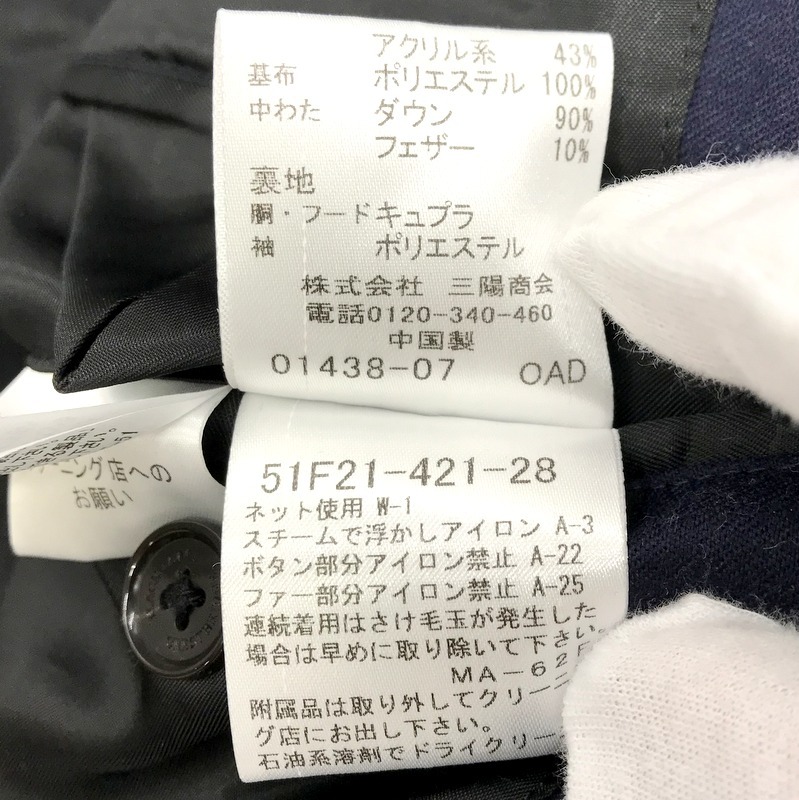 アクリル系 43%
基布 ポリエステル 100%
中わた ダウン 90%
フェザー 10%
裏地
胴・フード キュプラ
袖 ポリエステル
株式会社 三陽商会
電話0120-340-460
中国製
01438-07 OAD
ーニング店への
お願い
51F21-421-28
ネット使用 W-1
スチームで浮かしアイロン A-3
ボタン部分アイロン禁止 A-22
ファー部分アイロン禁止 A-25
連続着用はさけ毛玉が発生した
場合は早めに取り除いて下さい。
MA-62F
附属品は取り外してクリーニ
グ店にお出し下さい。
石油系溶剤でドライクリー